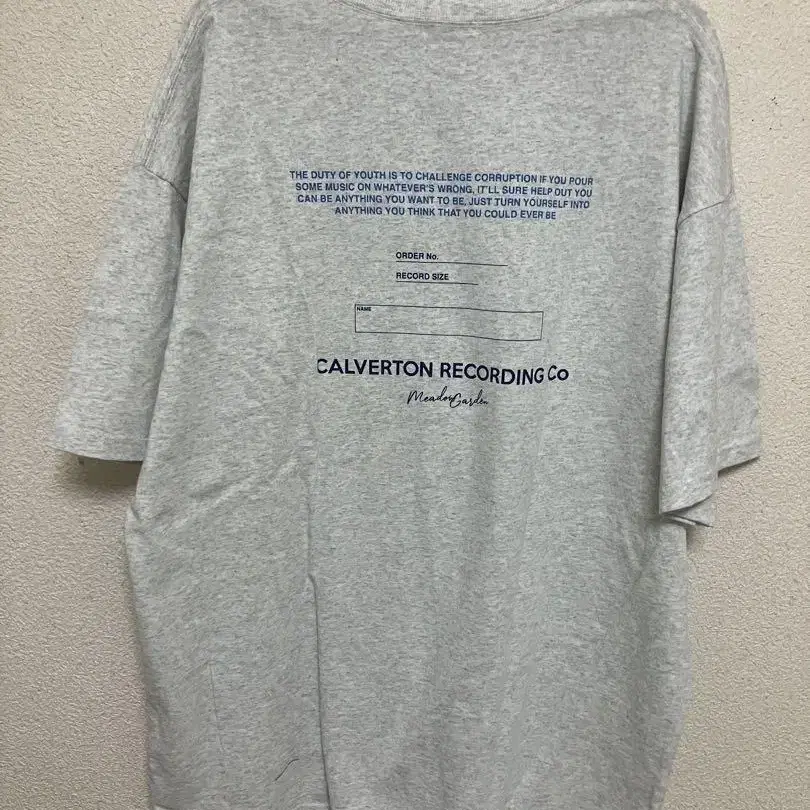 THE DUTY OF YOUTH IS TO CHALLENGE CORRUPTION IF YOU POUR
SOME MUSIC ON WHATEVER'S WRONG, IT'LL SURE HELP OUT YOU
CAN BE ANYTHING YOU WANT TO BE, JUST TURN YOURSELF INTO
ANYTHING YOU THINK THAT YOU COULD EVER BE
ORDER No.
RECORD SIZE
NAME
CALVERTON RECORDING Co
Meadow Garden